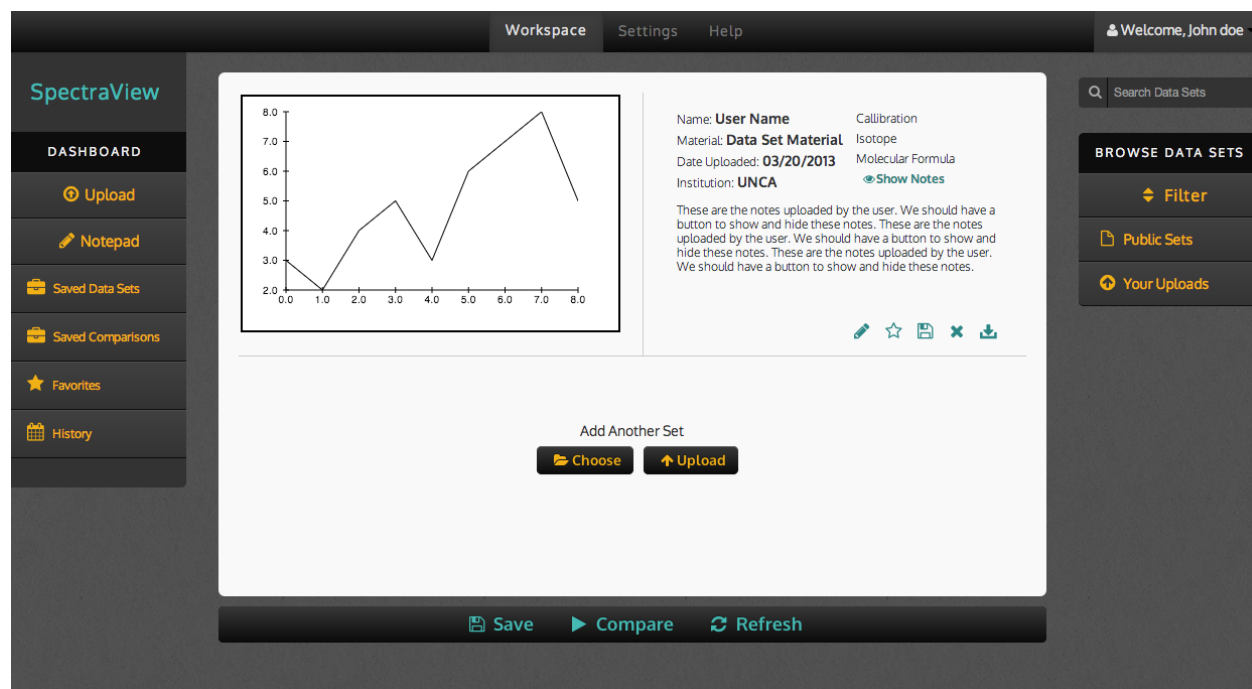 Workspace Settings Help
Welcome, John doe
SpectraView
DASHBOARD
Upload
Notepad
Saved Data Sets
Saved Comparisons
Favorites
History
8.0
7.0
6.0
5.0
4.0
3.0
2.0
0.0 1.0 2.0 3.0 4.0 5.0 6.0 7.0 8.0
Name: User Name
Material: Data Set Material
Date Uploaded: 03/20/2013
Institution: UNCA
Callibration
Isotope
Molecular Formula
Show Notes
These are the notes uploaded by the user. We should have a
button to show and hide these notes. These are the notes
uploaded by the user. We should have a button to show and
hide these notes. These are the notes uploaded by the user.
We should have a button to show and hide these notes.
Add Another Set
Choose Upload
Save Compare Refresh
Search Data Sets
BROWSE DATA SETS
Filter
Public Sets
Your Uploads